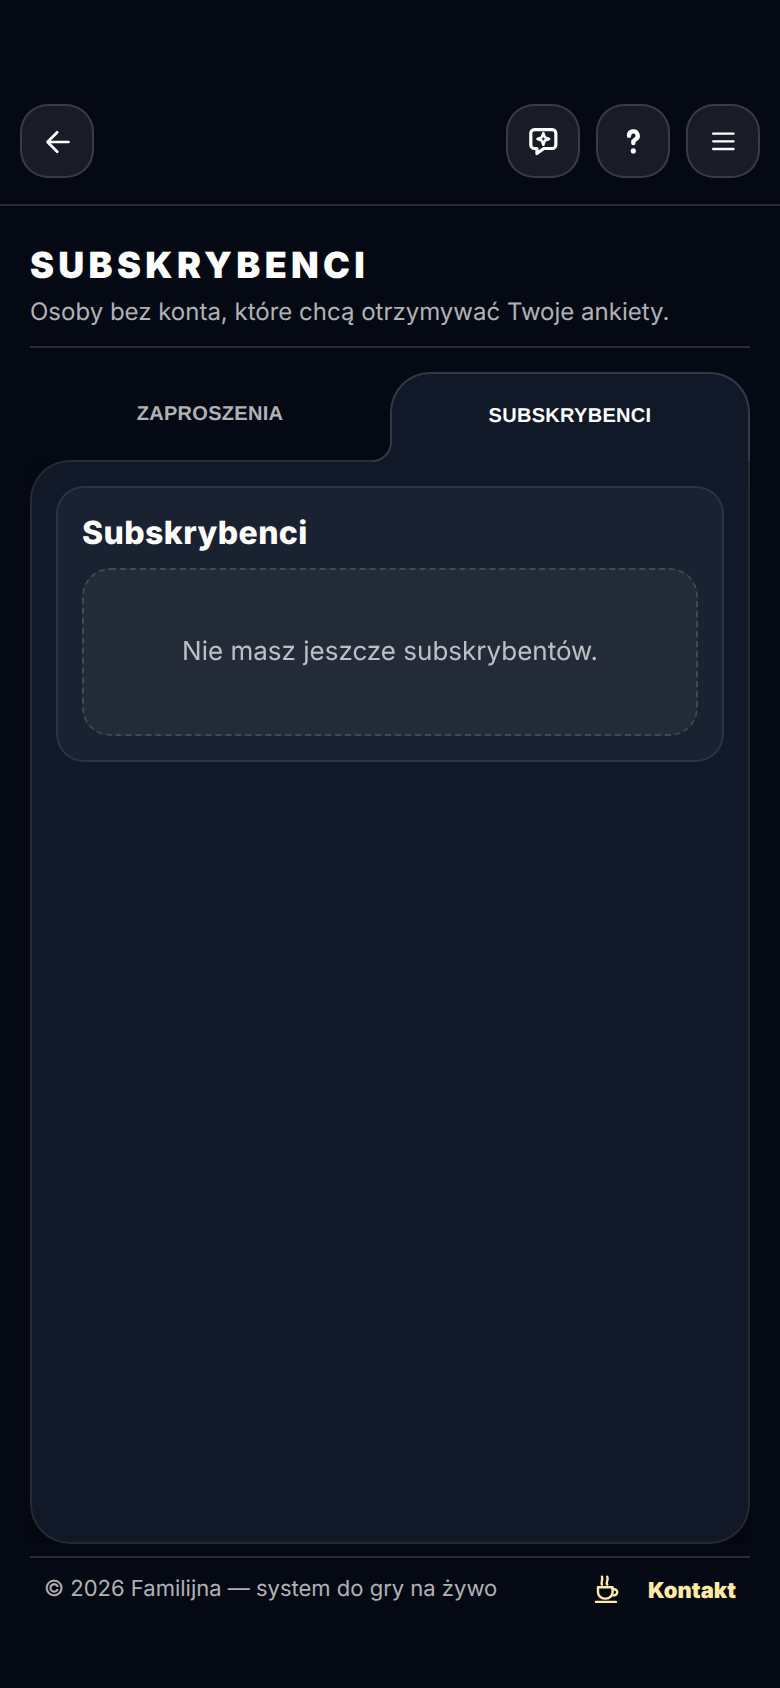 SUBSKRYBENCI
Osoby bez konta, które chcą otrzymywać Twoje ankiety.
ZAPROSZENIA
SUBSKRYBENCI
Subskrybenci
Nie masz jeszcze subskrybentów.
© 2026 Familijna — system do gry na żywo
Kontakt